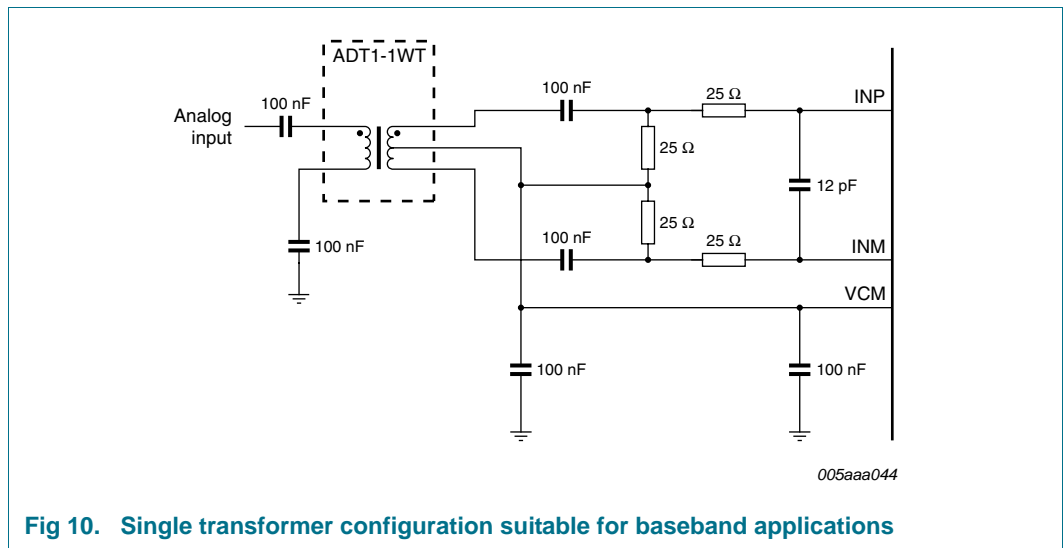 ADT1-1WT
100 nF
Analog
input
100 nF
25 Ω
INP
25 Ω
12 pF
25 Ω
100 nF
25 Ω
INM
100 nF
VCM
100 nF
100 nF
005aaa044
Fig 10. Single transformer configuration suitable for baseband applications